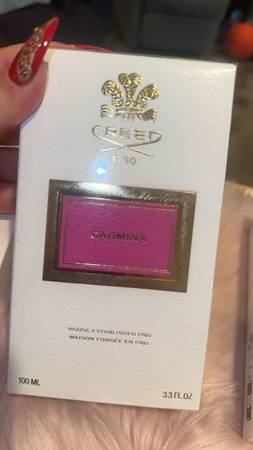 CREED
1760
CARMINA
HOUSE ESTABLISHED 1760
MAISON FONDÉE EN 1760
100 ML
3.3 FL.OZ